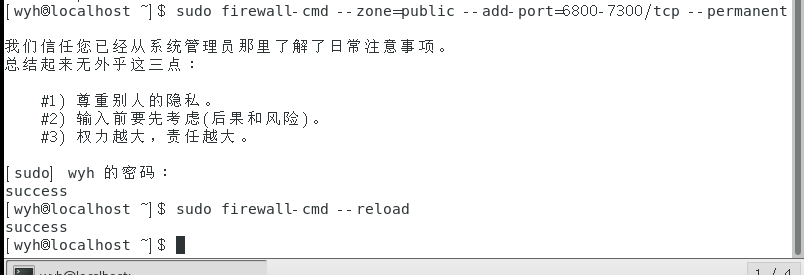 [wyh@localhost ~]$ sudo firewall-cmd --zone=public --add-port=6800-7300/tcp --permanent
我们信任您已经从系统管理员那里了解了日常注意事项。
总结起来无外乎这三点：
#1) 尊重别人的隐私。
#2) 输入前要先考虑(后果和风险)。
#3) 权力越大，责任越大。
[sudo] wyh 的密码：
success
[wyh@localhost ~]$ sudo firewall-cmd --reload
success
[wyh@localhost ~]$
wyh@localhost:
1 / 4